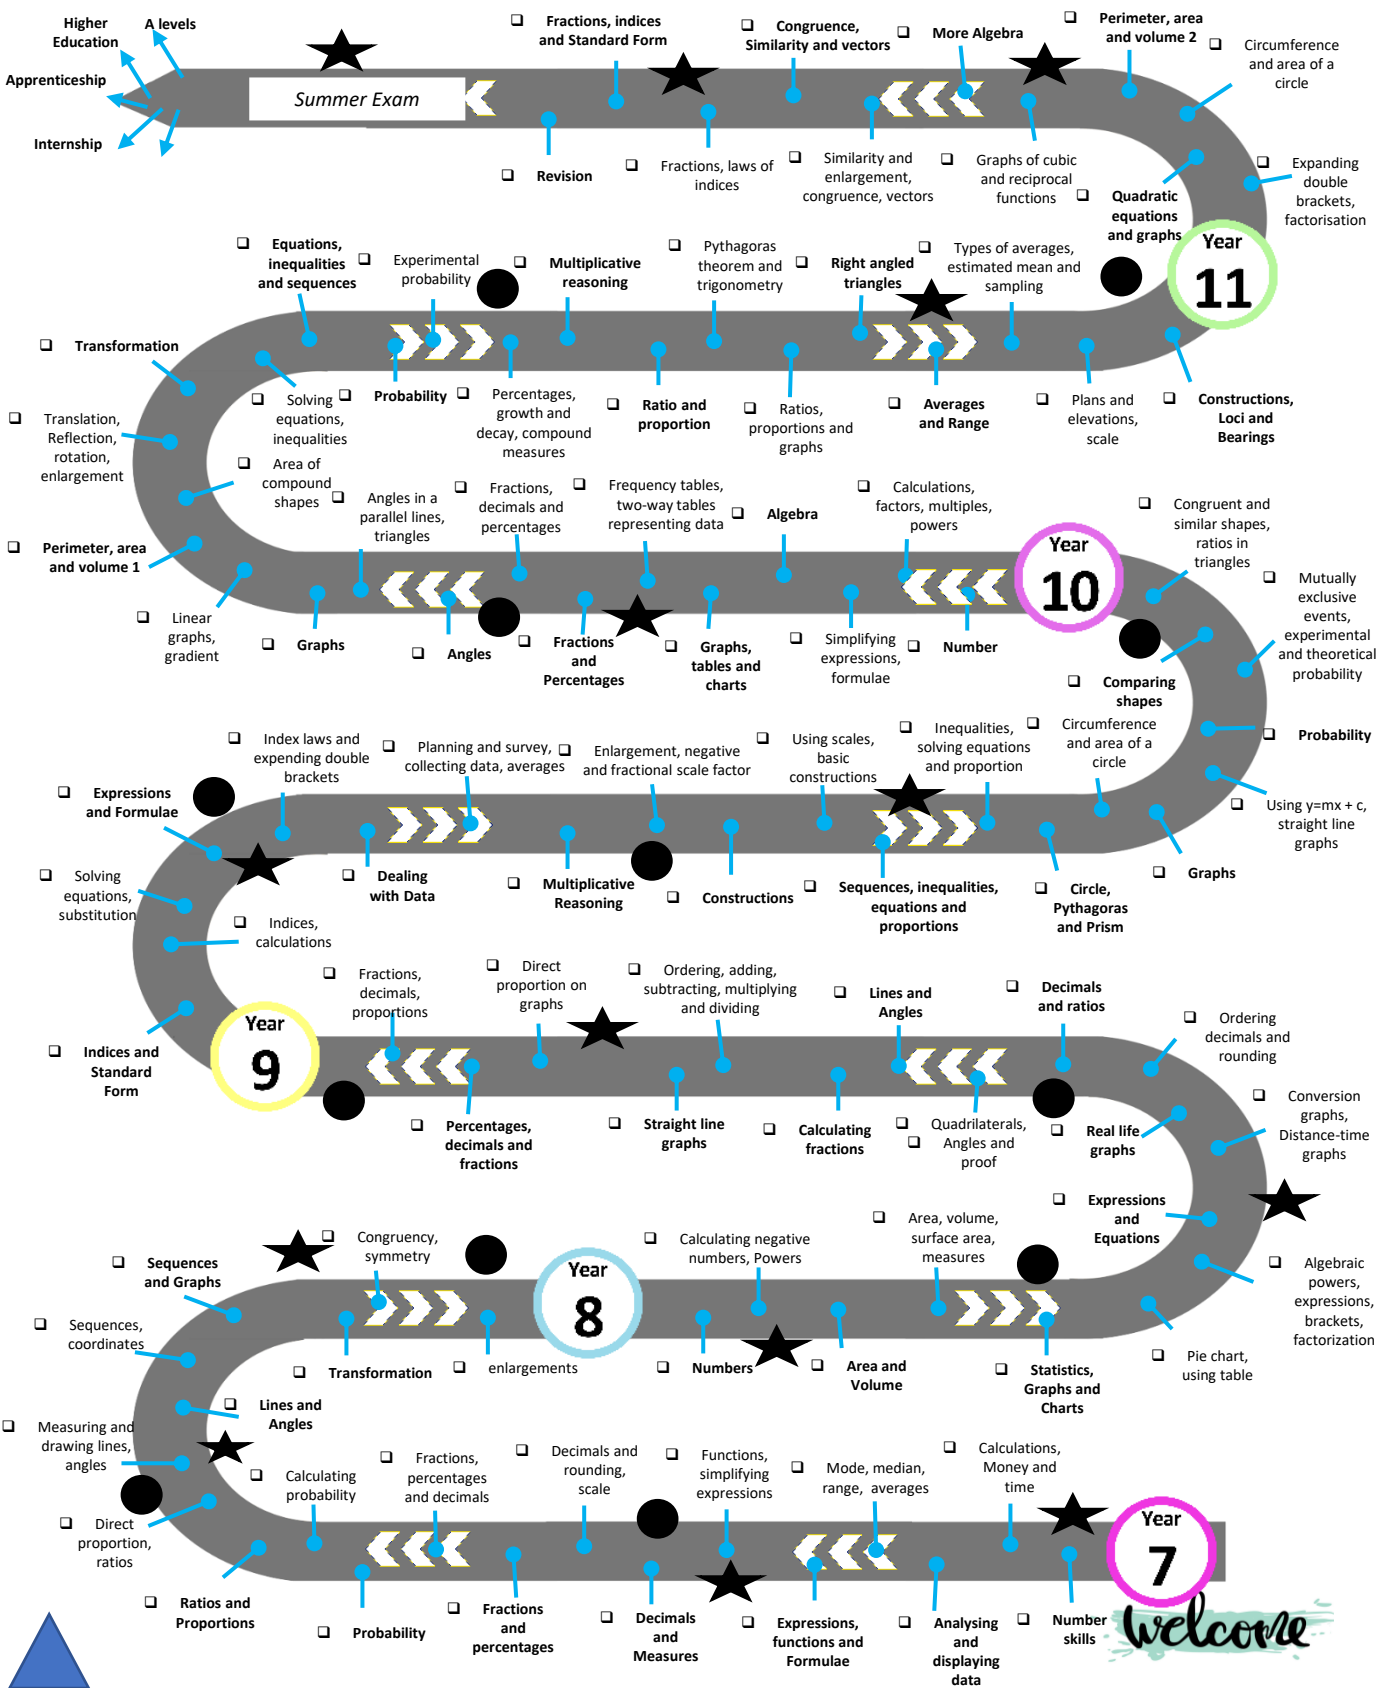 Higher
Education
A levels
Apprenticeship
Internship
Summer Exam
Fractions, indices
and Standard Form
Congruence,
Similarity and vectors
More Algebra
Perimeter, area
and volume 2
Circumference
and area of a
circle
Revision
Fractions, laws of
indices
Similarity and
enlargement,
congruence, vectors
Graphs of cubic
and reciprocal
functions
Quadratic
equations
and graphs
Expanding
double
brackets,
factorisation
Year
11
Equations,
inequalities
and sequences
Experimental
probability
Multiplicative
reasoning
Pythagoras
theorem and
trigonometry
Right angled
triangles
Types of averages,
estimated mean and
sampling
Transformation
Solving
equations,
inequalities
Probability
Percentages,
growth and
decay, compound
measures
Ratio and
proportion
Ratios,
proportions and
graphs
Averages
and Range
Plans and
elevations,
scale
Constructions,
Loci and
Bearings
Translation,
Reflection,
rotation,
enlargement
Area of
compound
shapes
Angles in a
parallel lines,
triangles
Fractions,
decimals and
percentages
Frequency tables,
two-way tables
representing data
Algebra
Calculations,
factors, multiples,
powers
Year
10
Congruent and
similar shapes,
ratios in
triangles
Perimeter, area
and volume 1
Linear
graphs,
gradient
Graphs
Angles
Fractions
and
Percentages
Graphs,
tables and
charts
Simplifying
expressions,
formulae
Number
Comparing
shapes
Mutually
exclusive
events,
experimental
and theoretical
probability
Probability
Index laws and
expending double
brackets
Planning and survey,
collecting data, averages
Enlargement, negative
and fractional scale factor
Using scales,
basic
constructions
Inequalities,
solving equations
and proportion
Circumference
and area of a
circle
Using y=mx + c,
straight line
graphs
Expressions
and Formulae
Solving
equations,
substitution
Dealing
with Data
Multiplicative
Reasoning
Constructions
Sequences, inequalities,
equations and
proportions
Circle,
Pythagoras
and Prism
Graphs
Indices,
calculations
Indices and
Standard
Form
Year
9
Fractions,
decimals,
proportions
Direct
proportion on
graphs
Ordering, adding,
subtracting, multiplying
and dividing
Lines and
Angles
Decimals
and ratios
Ordering
decimals and
rounding
Percentages,
decimals and
fractions
Straight line
graphs
Calculating
fractions
Quadrilaterals,
Angles and
proof
Real life
graphs
Conversion
graphs,
Distance-time
graphs
Sequences
and Graphs
Congruency,
symmetry
Year
8
Calculating negative
numbers, Powers
Area, volume,
surface area,
measures
Expressions
and
Equations
Algebraic
powers,
expressions,
brackets,
factorization
Sequences,
coordinates
Transformation
enlargements
Numbers
Area and
Volume
Statistics,
Graphs and
Charts
Pie chart,
using table
Lines and
Angles
Measuring and
drawing lines,
angles
Calculating
probability
Fractions,
percentages
and decimals
Decimals and
rounding,
scale
Functions,
simplifying
expressions
Mode, median,
range, averages
Calculations,
Money and
time
Year
7
Direct
proportion,
ratios
Ratios and
Proportions
Probability
Fractions
and
percentages
Decimals
and
Measures
Expressions,
functions and
Formulae
Analysing
and
displaying
data
Number
skills
welcome